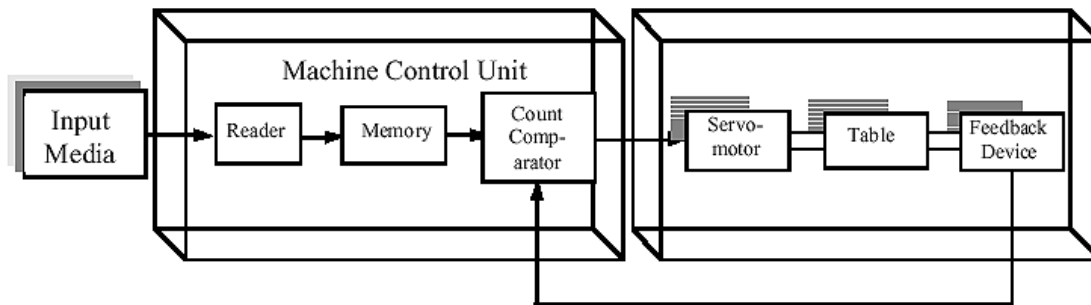 Machine Control Unit
Input
Media
Reader
Memory
Count
Comp-
arator
Servo-
motor
Table
Feedback
Device